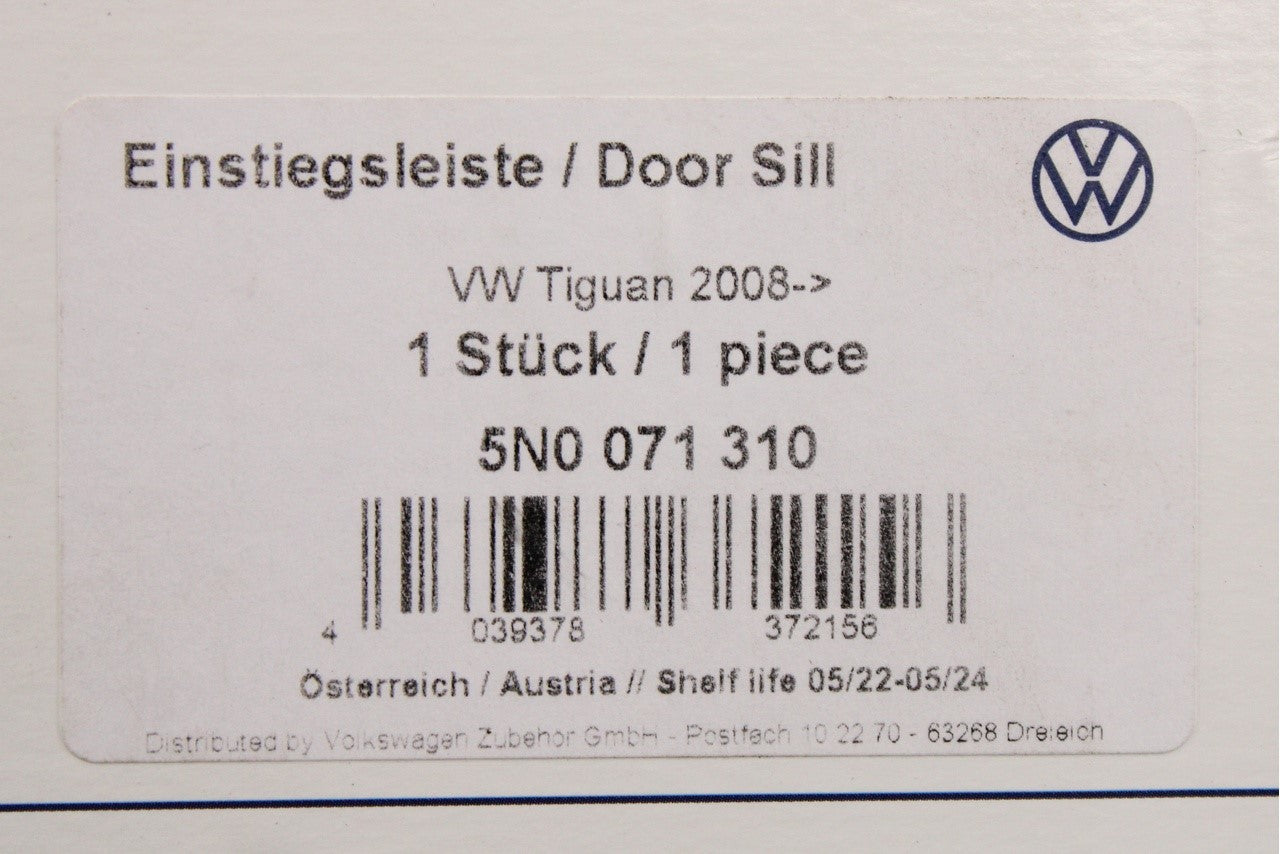 Einstiegsleiste / Door Sill
VW
VW Tiguan 2008->
1 Stück / 1 piece
5N0 071 310
4 039378 372156
Österreich / Austria // Shelf life 05/22-05/24
Distributed by Volkswagen Zubehör GmbH - Postfach 10 22 70 - 63268 Dreieich